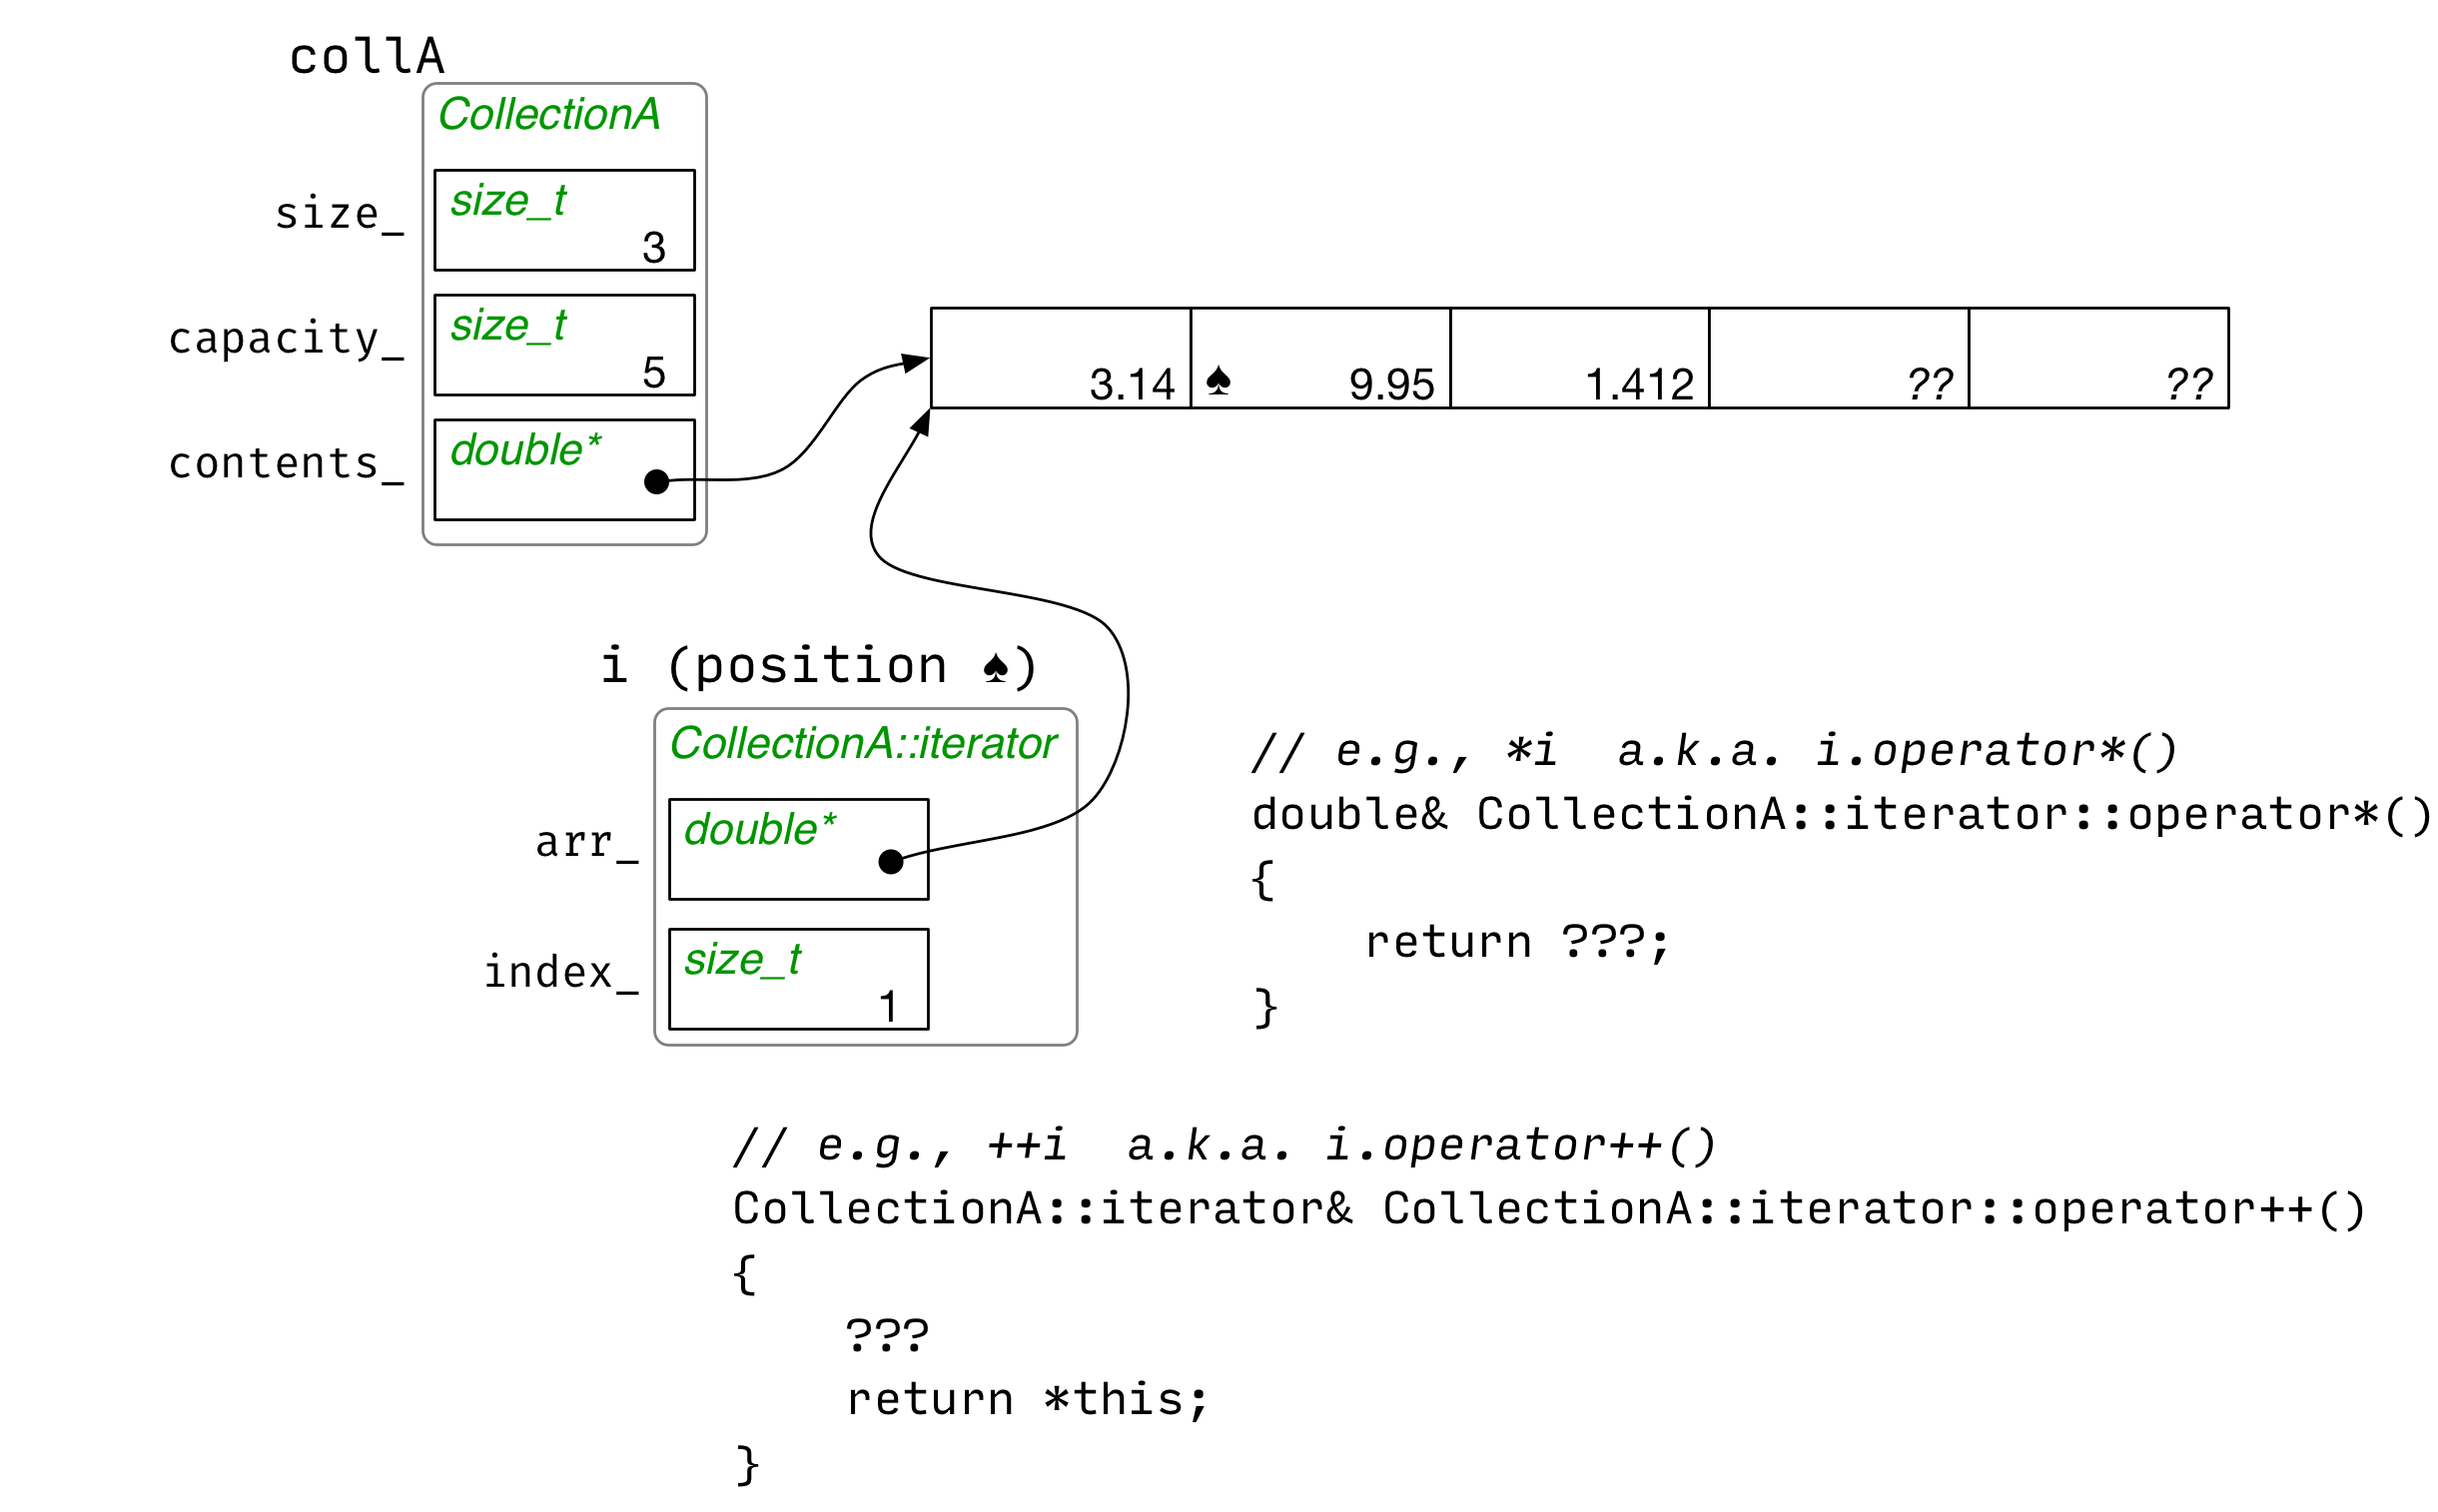 collA
CollectionA
size_
size_t
3
capacity_
size_t
5
contents_
double*
3.14
♠ 9.95
1.412
??
??
i (position ♠)
CollectionA::iterator
arr_
double*
index_
size_t
1
// e.g., *i  a.k.a. i.operator*()
double& CollectionA::iterator::operator*()
{
    return ???;
}
// e.g., ++i  a.k.a. i.operator++()
CollectionA::iterator& CollectionA::iterator::operator++()
{
    ???
    return *this;
}